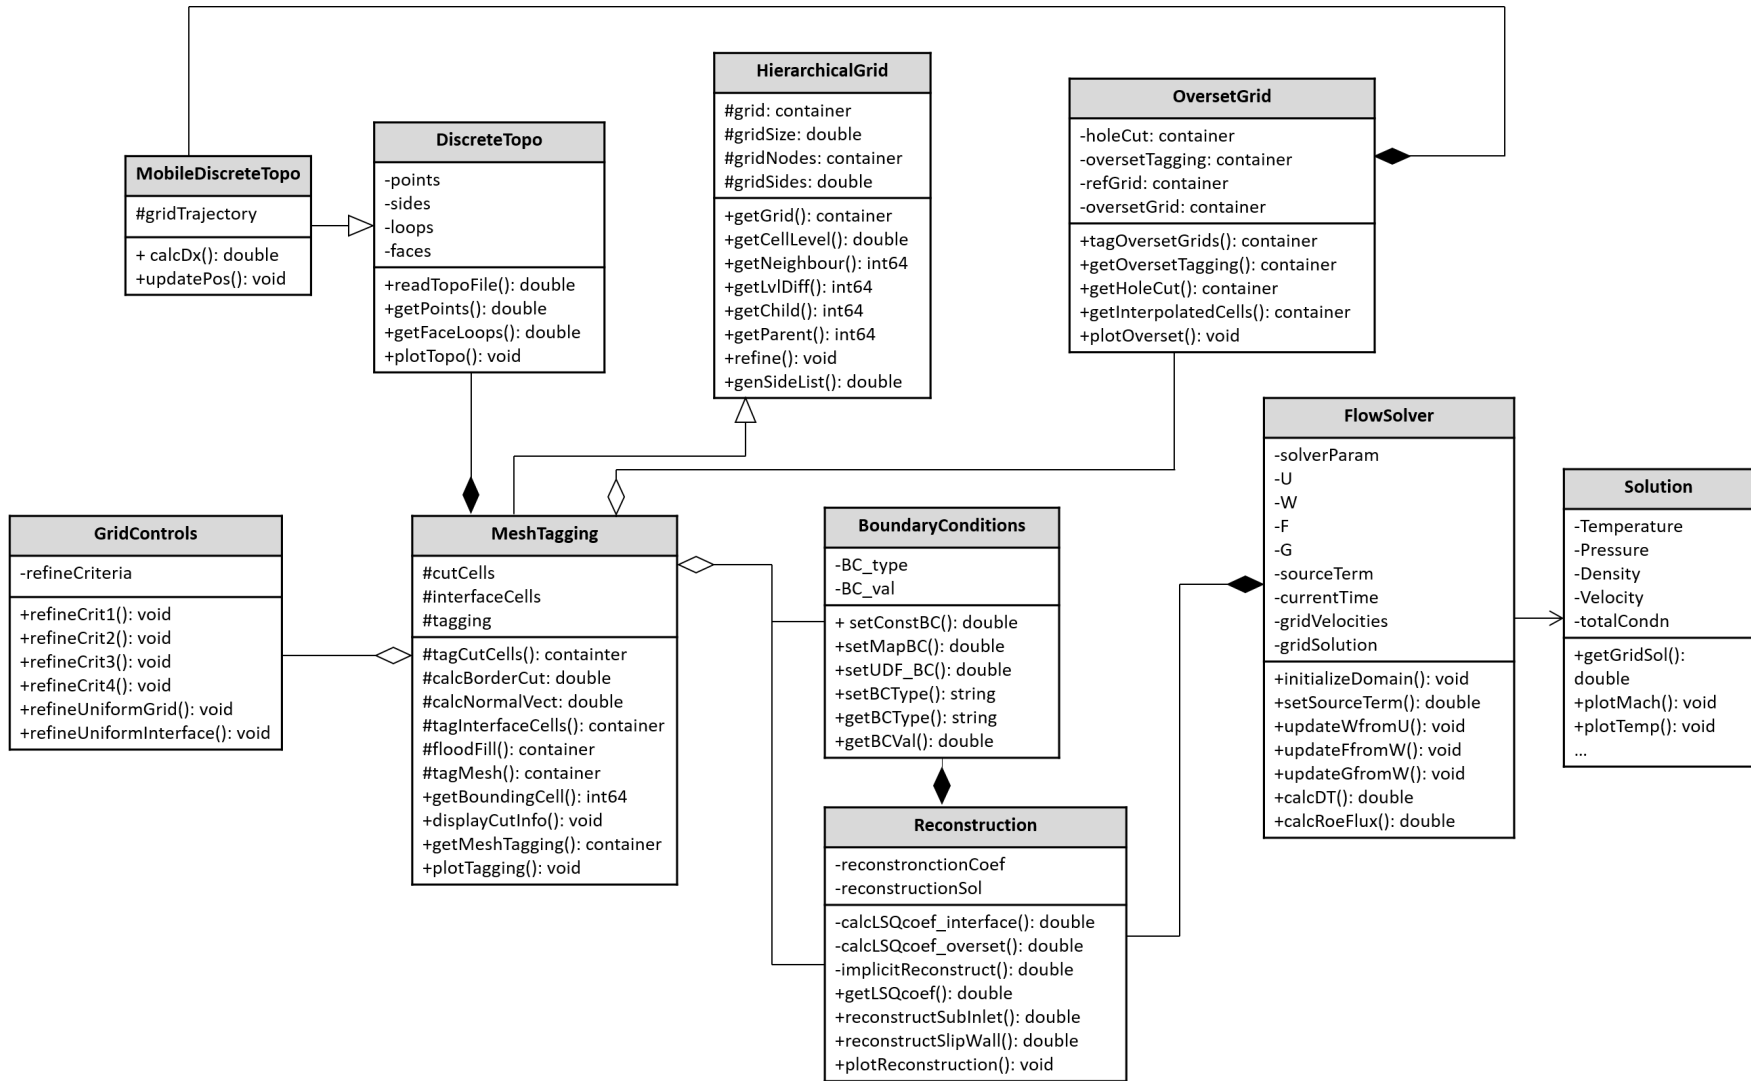 HierarchicalGrid
#grid: container
#gridSize: double
#gridNodes: container
#gridSides: double
+getGrid(): container
+getCellLevel(): double
+getNeighbour(): int64
+getLvlDiff(): int64
+getChild(): int64
+getParent(): int64
+refine(): void
+genSideList(): double
OversetGrid
-holeCut: container
-oversetTagging: container
-refGrid: container
-oversetGrid: container
+tagOversetGrids(): container
+getOversetTagging(): container
+getHoleCut(): container
+getInterpolatedCells(): container
+plotOverset(): void
DiscreteTopo
-points
-sides
-loops
-faces
+readTopoFile(): double
+getPoints(): double
+getFaceLoops(): double
+plotTopo(): void
MobileDiscreteTopo
#gridTrajectory
+ calcDx(): double
+updatePos(): void
FlowSolver
-solverParam
-U
-W
-F
-G
-sourceTerm
-currentTime
-gridVelocities
-gridSolution
+initializeDomain(): void
+setSourceTerm(): double
+updateWfromU(): void
+updateFfromW(): void
+updateGfromW(): void
+calcDT(): double
+calcRoeFlux(): double
Solution
-Temperature
-Pressure
-Density
-Velocity
-totalCondn
+getGridSol():
double
+plotMach(): void
+plotTemp(): void
...
GridControls
-refineCriteria
+refineCrit1(): void
+refineCrit2(): void
+refineCrit3(): void
+refineCrit4(): void
+refineUniformGrid(): void
+refineUniformInterface(): void
MeshTagging
#cutCells
#interfaceCells
#tagging
#tagCutCells(): containter
#calcBorderCut: double
#calcNormalVect: double
#tagInterfaceCells(): container
#floodFill(): container
#tagMesh(): container
+getBoundingCell(): int64
+displayCutInfo(): void
+getMeshTagging(): container
+plotTagging(): void
BoundaryConditions
-BC_type
-BC_val
+ setConstBC(): double
+setMapBC(): double
+setUDF_BC(): double
+setBCType(): string
+getBCType(): string
+getBCVal(): double
Reconstruction
-reconstronctionCoef
-reconstructionSol
-calcLSQcoef_interface(): double
-calcLSQcoef_overset(): double
-implicitReconstruct(): double
+getLSQcoef(): double
+reconstructSubInlet(): double
+reconstructSlipWall(): double
+plotReconstruction(): void